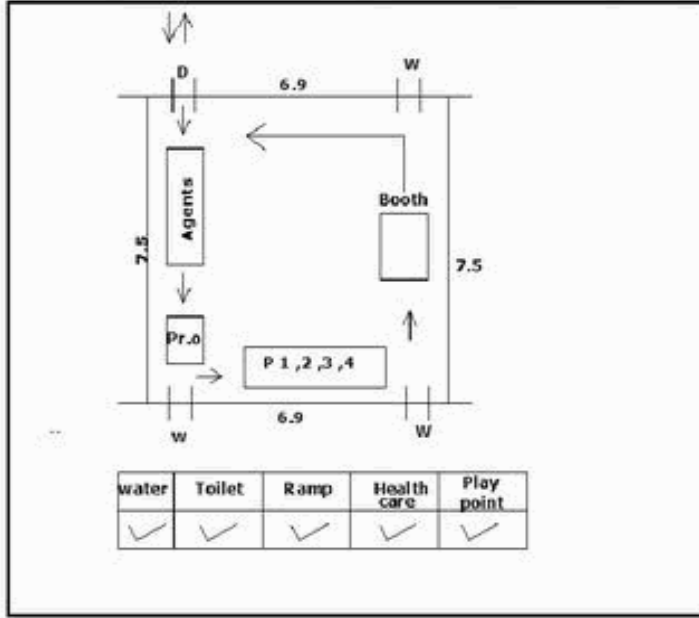 D
W
6.9
Agents
Booth
7.5
7.5
Pr.o
P 1 ,2 ,3 ,4
W
6.9
W
water Toilet Ramp Health care Play point